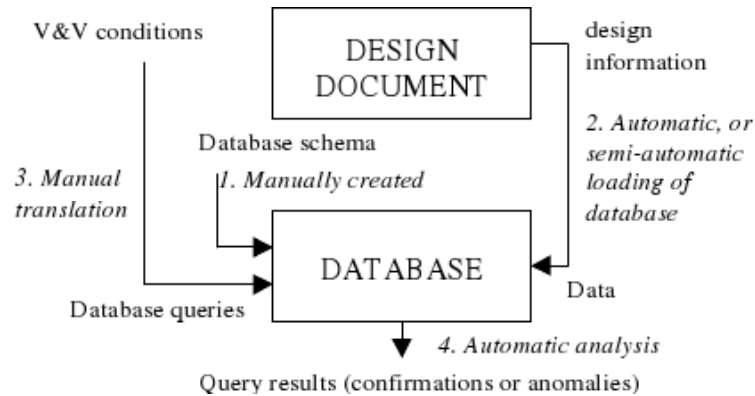 V&V conditions
DESIGN
DOCUMENT
design
information
2. Automatic, or
semi-automatic
loading of
database
Database schema
1. Manually created
3. Manual
translation
DATABASE
Data
Database queries
4. Automatic analysis
Query results (confirmations or anomalies)